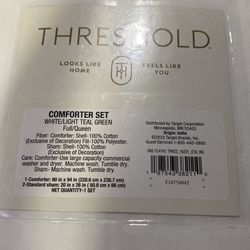 THRESHOLD
LOOKS LIKE
HOME
FEELS LIKE
YOU
COMFORTER SET
WHITE/LIGHT TEAL GREEN
Full/Queen
Fiber: Comforter: Shell-100% Cotton
(Exclusive of Decoration) Fill-100% Polyester.
Sham: Shell-100% Cotton
(Exclusive of Decoration)
Care: Comforter-Use large capacity commercial
washer and dryer. Machine wash. Tumble dry.
Sham: Machine wash. Tumble dry.
1-Comforter: 90 in x 94 in (228.6 cm x 238.7 cm)
2-Standard sham: 20 in x 26 in (50.8 cm x 66 cm)
NET QUANTITY-1 SET
Distributed by Target Corporation
Minneapolis, MN 55403
Origin: India
©2023 Target Brands, Inc.
Guest Services 1-800-440-0680